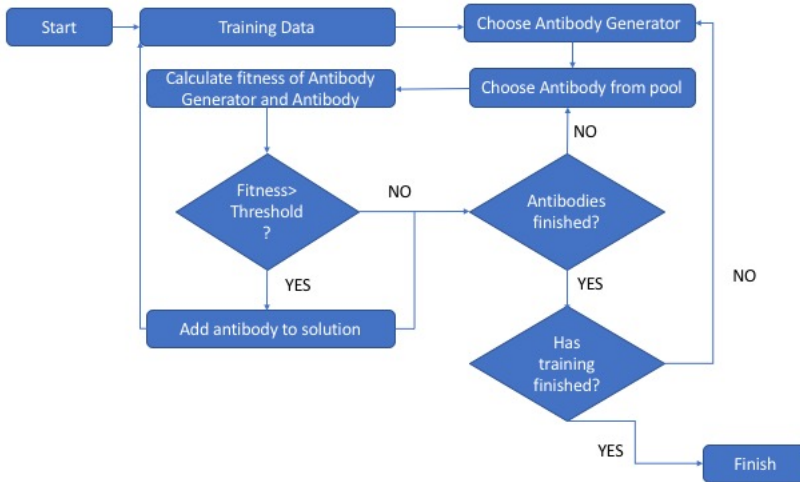 Start
Training Data
Choose Antibody Generator
Calculate fitness of Antibody
Generator and Antibody
Choose Antibody from pool
NO
Fitness>
Threshold
?
NO
Antibodies
finished?
YES
YES
NO
Add antibody to solution
Has
training
finished?
YES
Finish